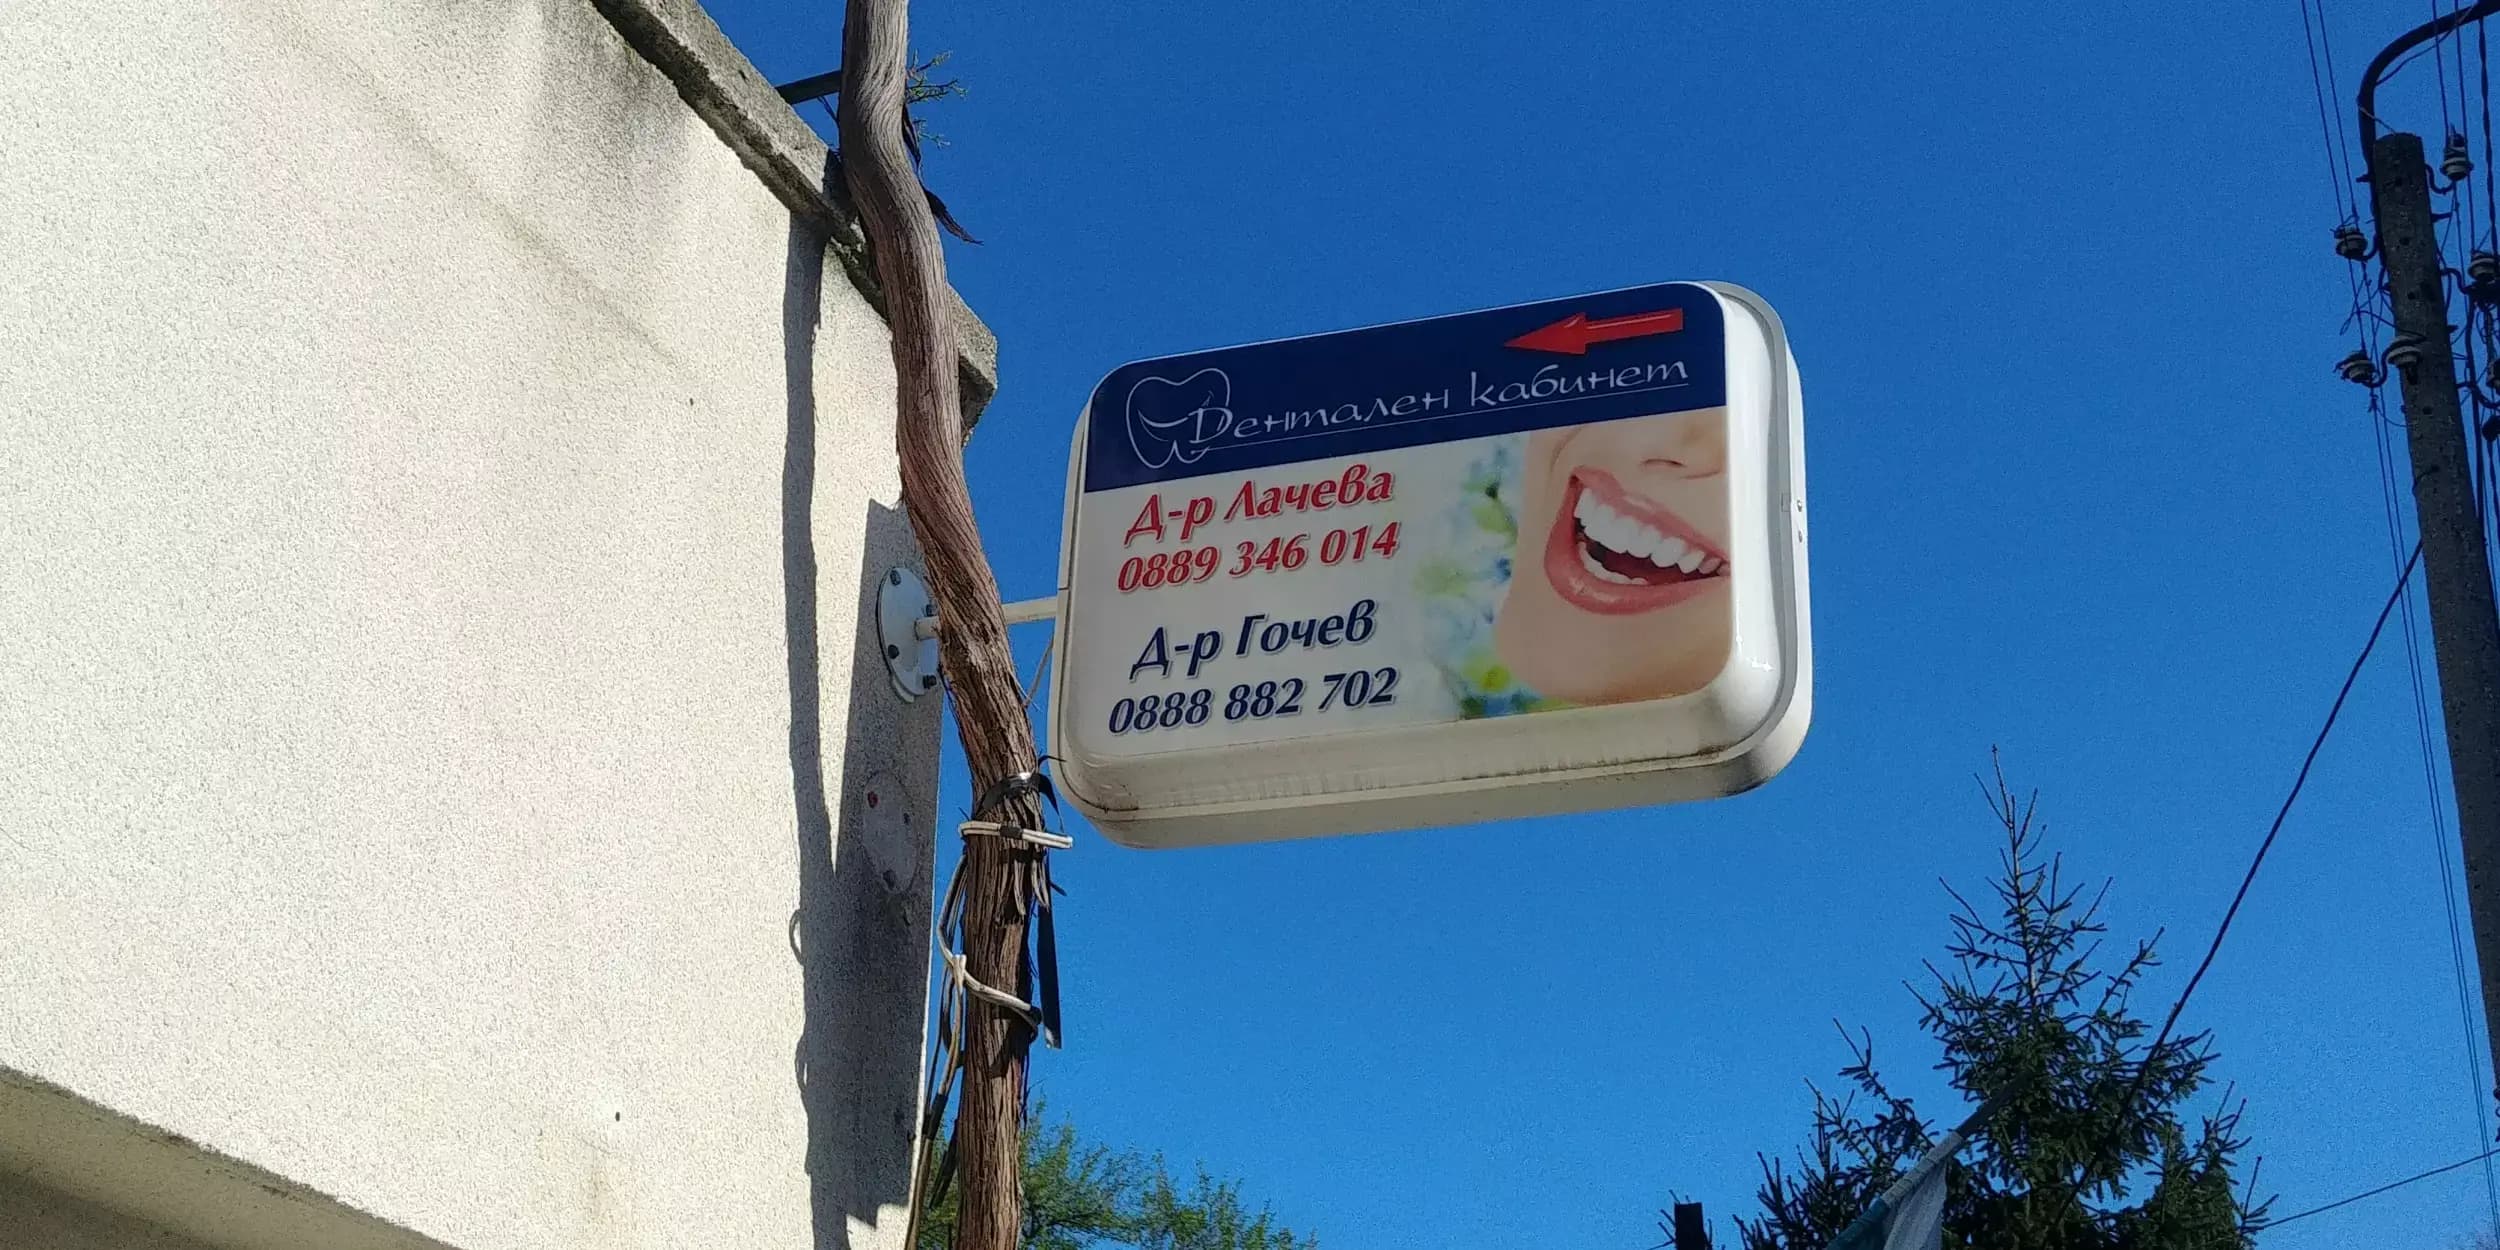 Дентален кабинет
Д-р Лачева
0889 346 014
Д-р Гочев
0888 882 702